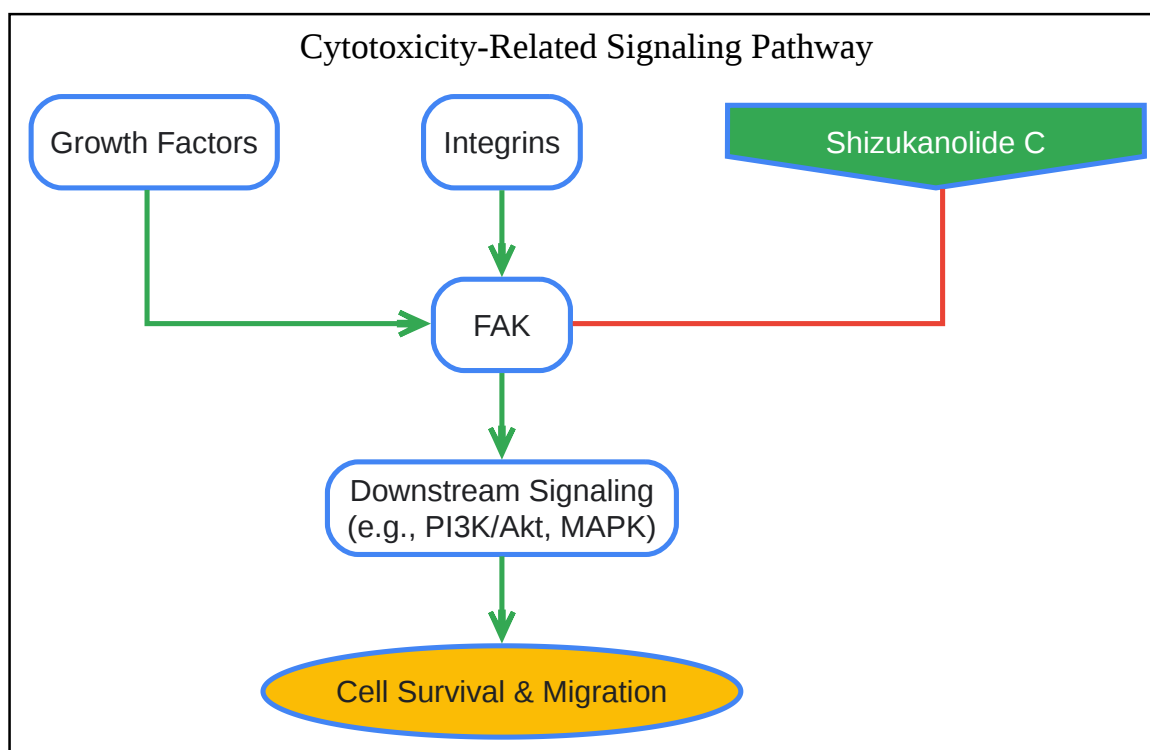 Cytotoxicity-Related Signaling Pathway
Growth Factors
Integrins
Shizukanolide C
FAK
Downstream Signaling
(e.g., PI3K/Akt, MAPK)
Cell Survival & Migration